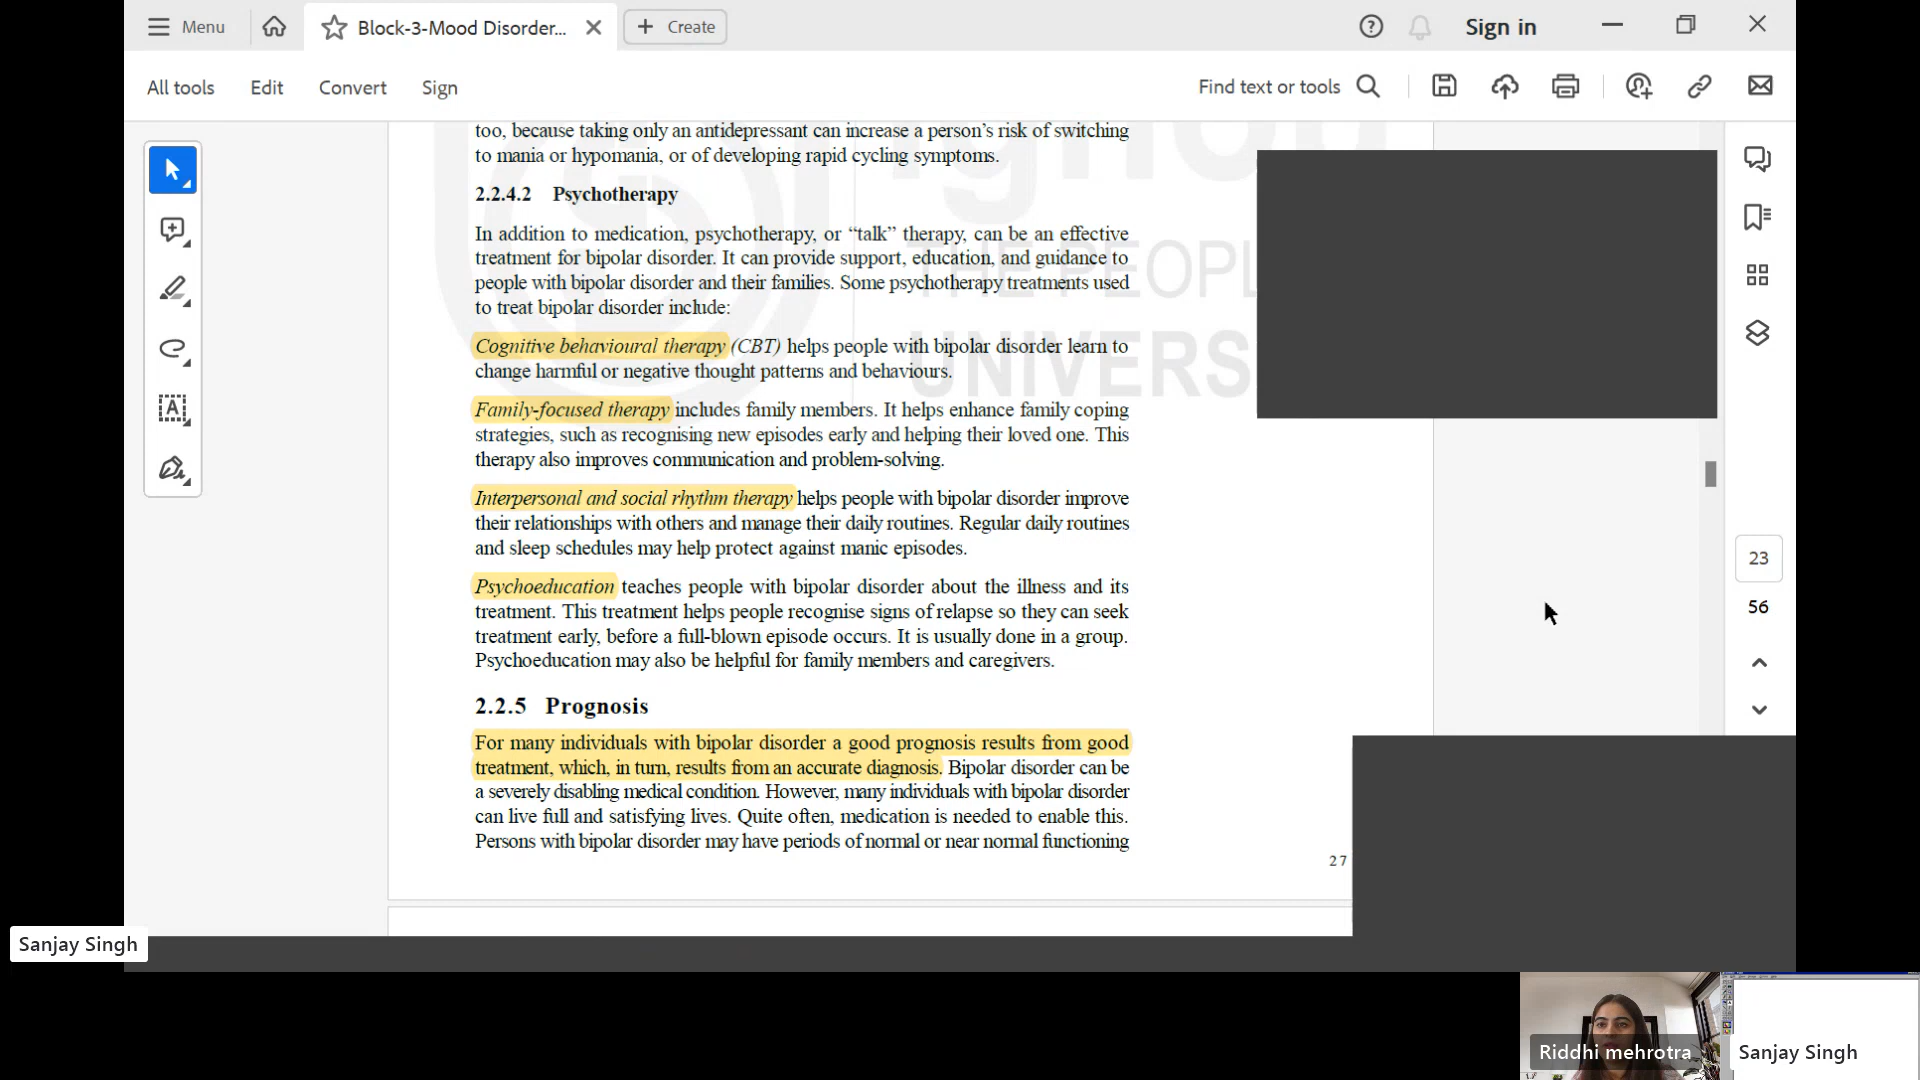 Menu
Block-3-Mood Disorder...
Create
Sign in
All tools
Edit
Convert
Sign
Find text or tools
too, because taking only an antidepressant can increase a person's risk of switching
to mania or hypomania, or of developing rapid cycling symptoms.
2.2.4.2 Psychotherapy
In addition to medication, psychotherapy, or “talk” therapy, can be an effective
treatment for bipolar disorder. It can provide support, education, and guidance to
people with bipolar disorder and their families. Some psychotherapy treatments used
to treat bipolar disorder include:
Cognitive behavioural therapy (CBT) helps people with bipolar disorder learn to
change harmful or negative thought patterns and behaviours.
Family-focused therapy includes family members. It helps enhance family coping
strategies, such as recognising new episodes early and helping their loved one. This
therapy also improves communication and problem-solving.
Interpersonal and social rhythm therapy helps people with bipolar disorder improve
their relationships with others and manage their daily routines. Regular daily routines
and sleep schedules may help protect against manic episodes.
Psychoeducation teaches people with bipolar disorder about the illness and its
treatment. This treatment helps people recognise signs of relapse so they can seek
treatment early, before a full-blown episode occurs. It is usually done in a group.
Psychoeducation may also be helpful for family members and caregivers.
2.2.5 Prognosis
For many individuals with bipolar disorder a good prognosis results from good
treatment, which, in turn, results from an accurate diagnosis. Bipolar disorder can be
a severely disabling medical condition. However, many individuals with bipolar disorder
can live full and satisfying lives. Quite often, medication is needed to enable this.
Persons with bipolar disorder may have periods of normal or near normal functioning
27
ignou
THE PEOPL
UNIVERS
23
56
Sanjay Singh
Riddhi mehrotra
Sanjay Singh